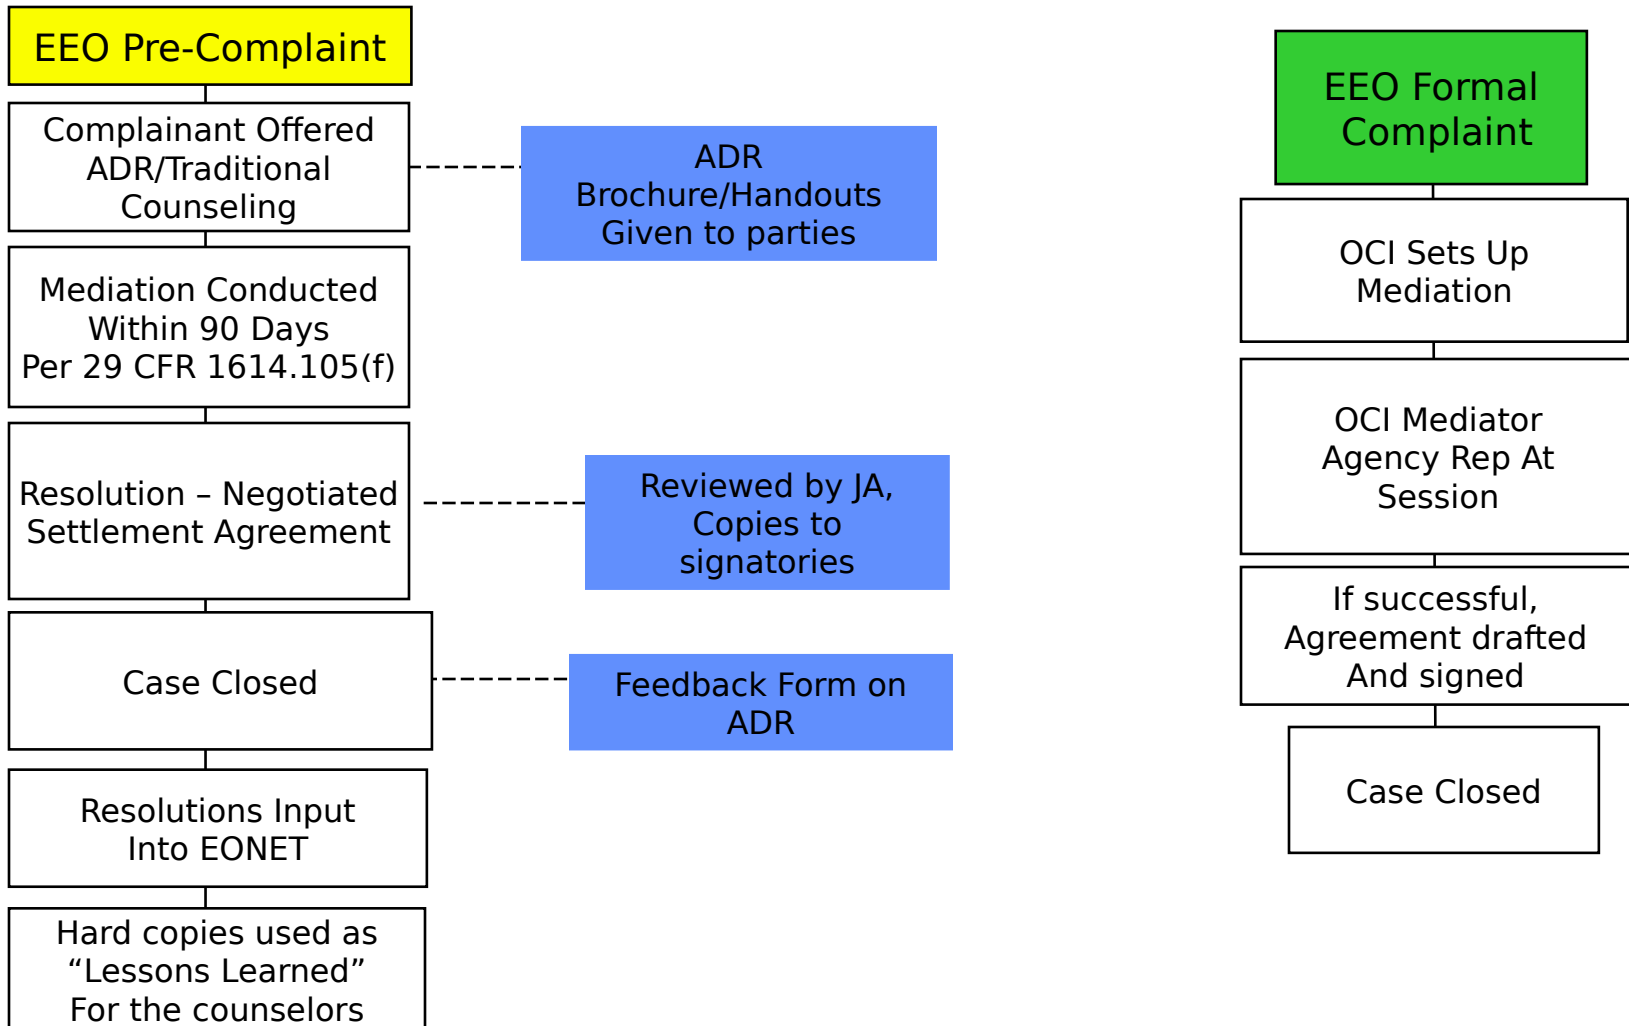 EEO Pre-Complaint
Complainant Offered
ADR/Traditional
Counseling
Mediation Conducted
Within 90 Days
Per 29 CFR 1614.105(f)
Resolution – Negotiated
Settlement Agreement
Case Closed
Resolutions Input
Into EONET
Hard copies used as
“Lessons Learned”
For the counselors
ADR
Brochure/Handouts
Given to parties
Reviewed by JA,
Copies to
signatories
Feedback Form on
ADR
EEO Formal
Complaint
OCI Sets Up
Mediation
OCI Mediator
Agency Rep At
Session
If successful,
Agreement drafted
And signed
Case Closed